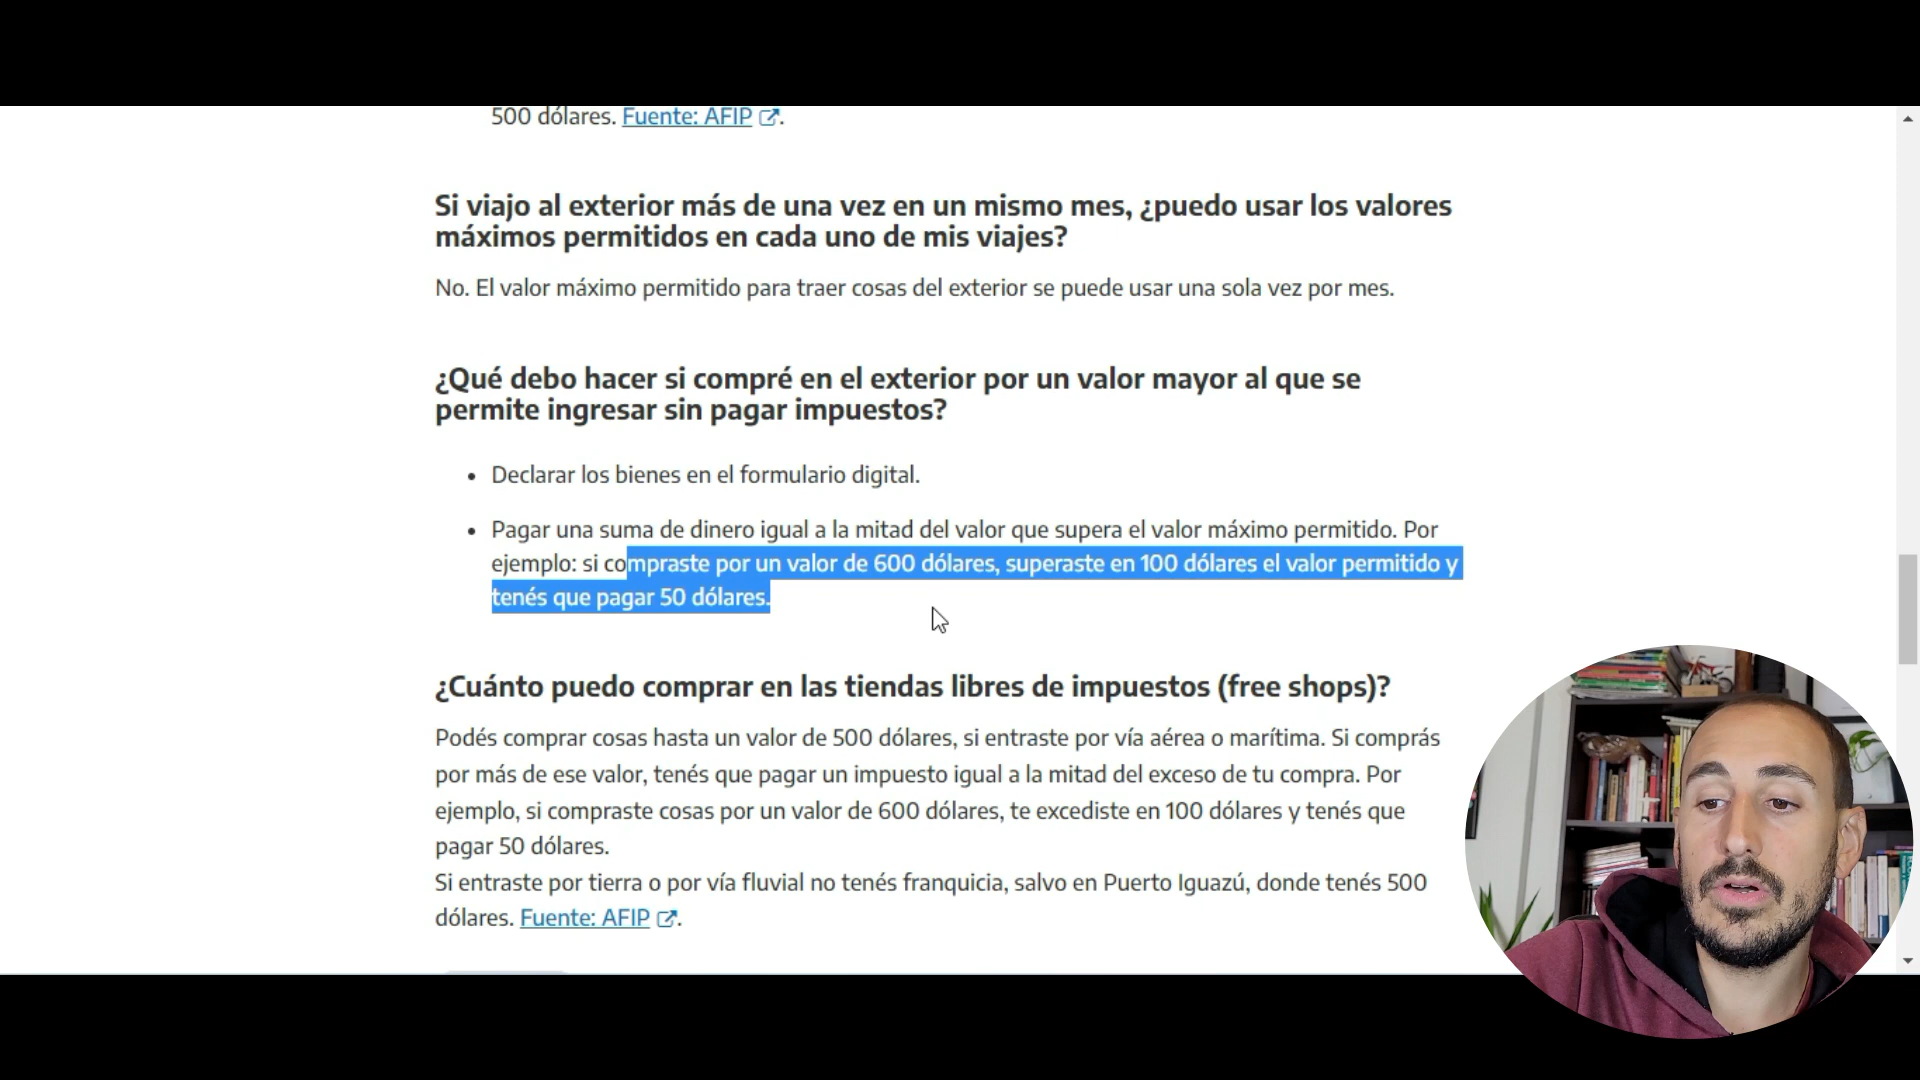 500 dólares. Fuente: AFIP.
Si viajo al exterior más de una vez en un mismo mes, ¿puedo usar los valores
máximos permitidos en cada uno de mis viajes?
No. El valor máximo permitido para traer cosas del exterior se puede usar una sola vez por mes.
¿Qué debo hacer si compré en el exterior por un valor mayor al que se
permite ingresar sin pagar impuestos?
• Declarar los bienes en el formulario digital.
• Pagar una suma de dinero igual a la mitad del valor que supera el valor máximo permitido. Por
ejemplo: si compraste por un valor de 600 dólares, superaste en 100 dólares el valor permitido y
tenés que pagar 50 dólares.
¿Cuánto puedo comprar en las tiendas libres de impuestos (free shops)?
Podés comprar cosas hasta un valor de 500 dólares, si entraste por vía aérea o marítima. Si comprás
por más de ese valor, tenés que pagar un impuesto igual a la mitad del exceso de tu compra. Por
ejemplo, si compraste cosas por un valor de 600 dólares, te excediste en 100 dólares y tenés que
pagar 50 dólares.
Si entraste por tierra o por vía fluvial no tenés franquicia, salvo en Puerto Iguazú, donde tenés 500
dólares. Fuente: AFIP.